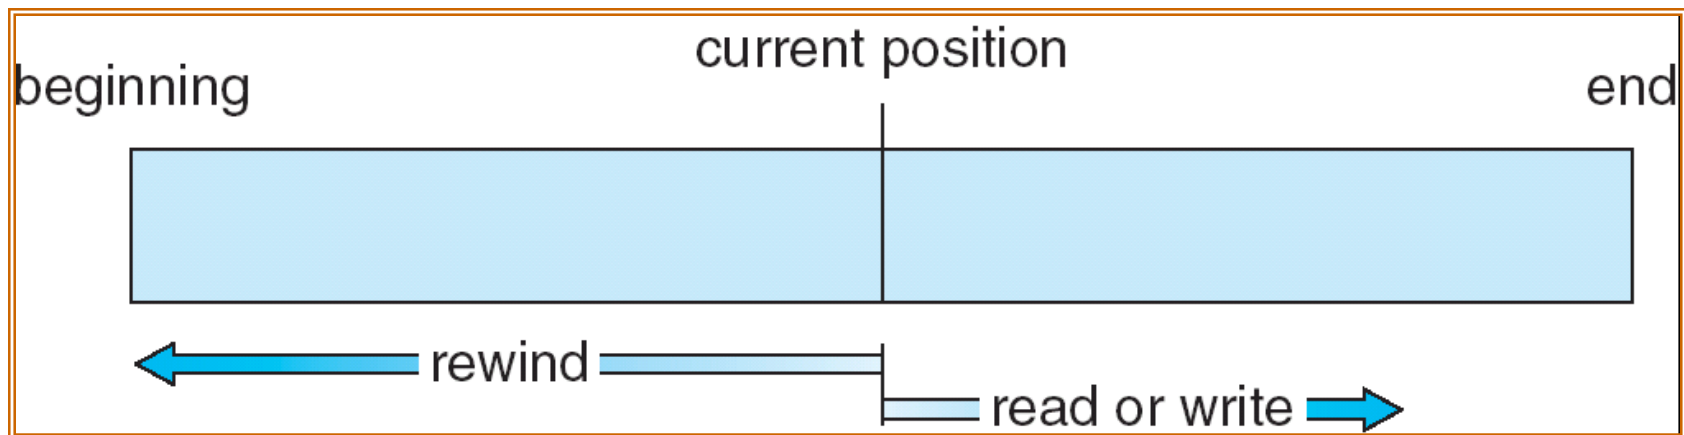 current position
beginning
end
rewind
read or write